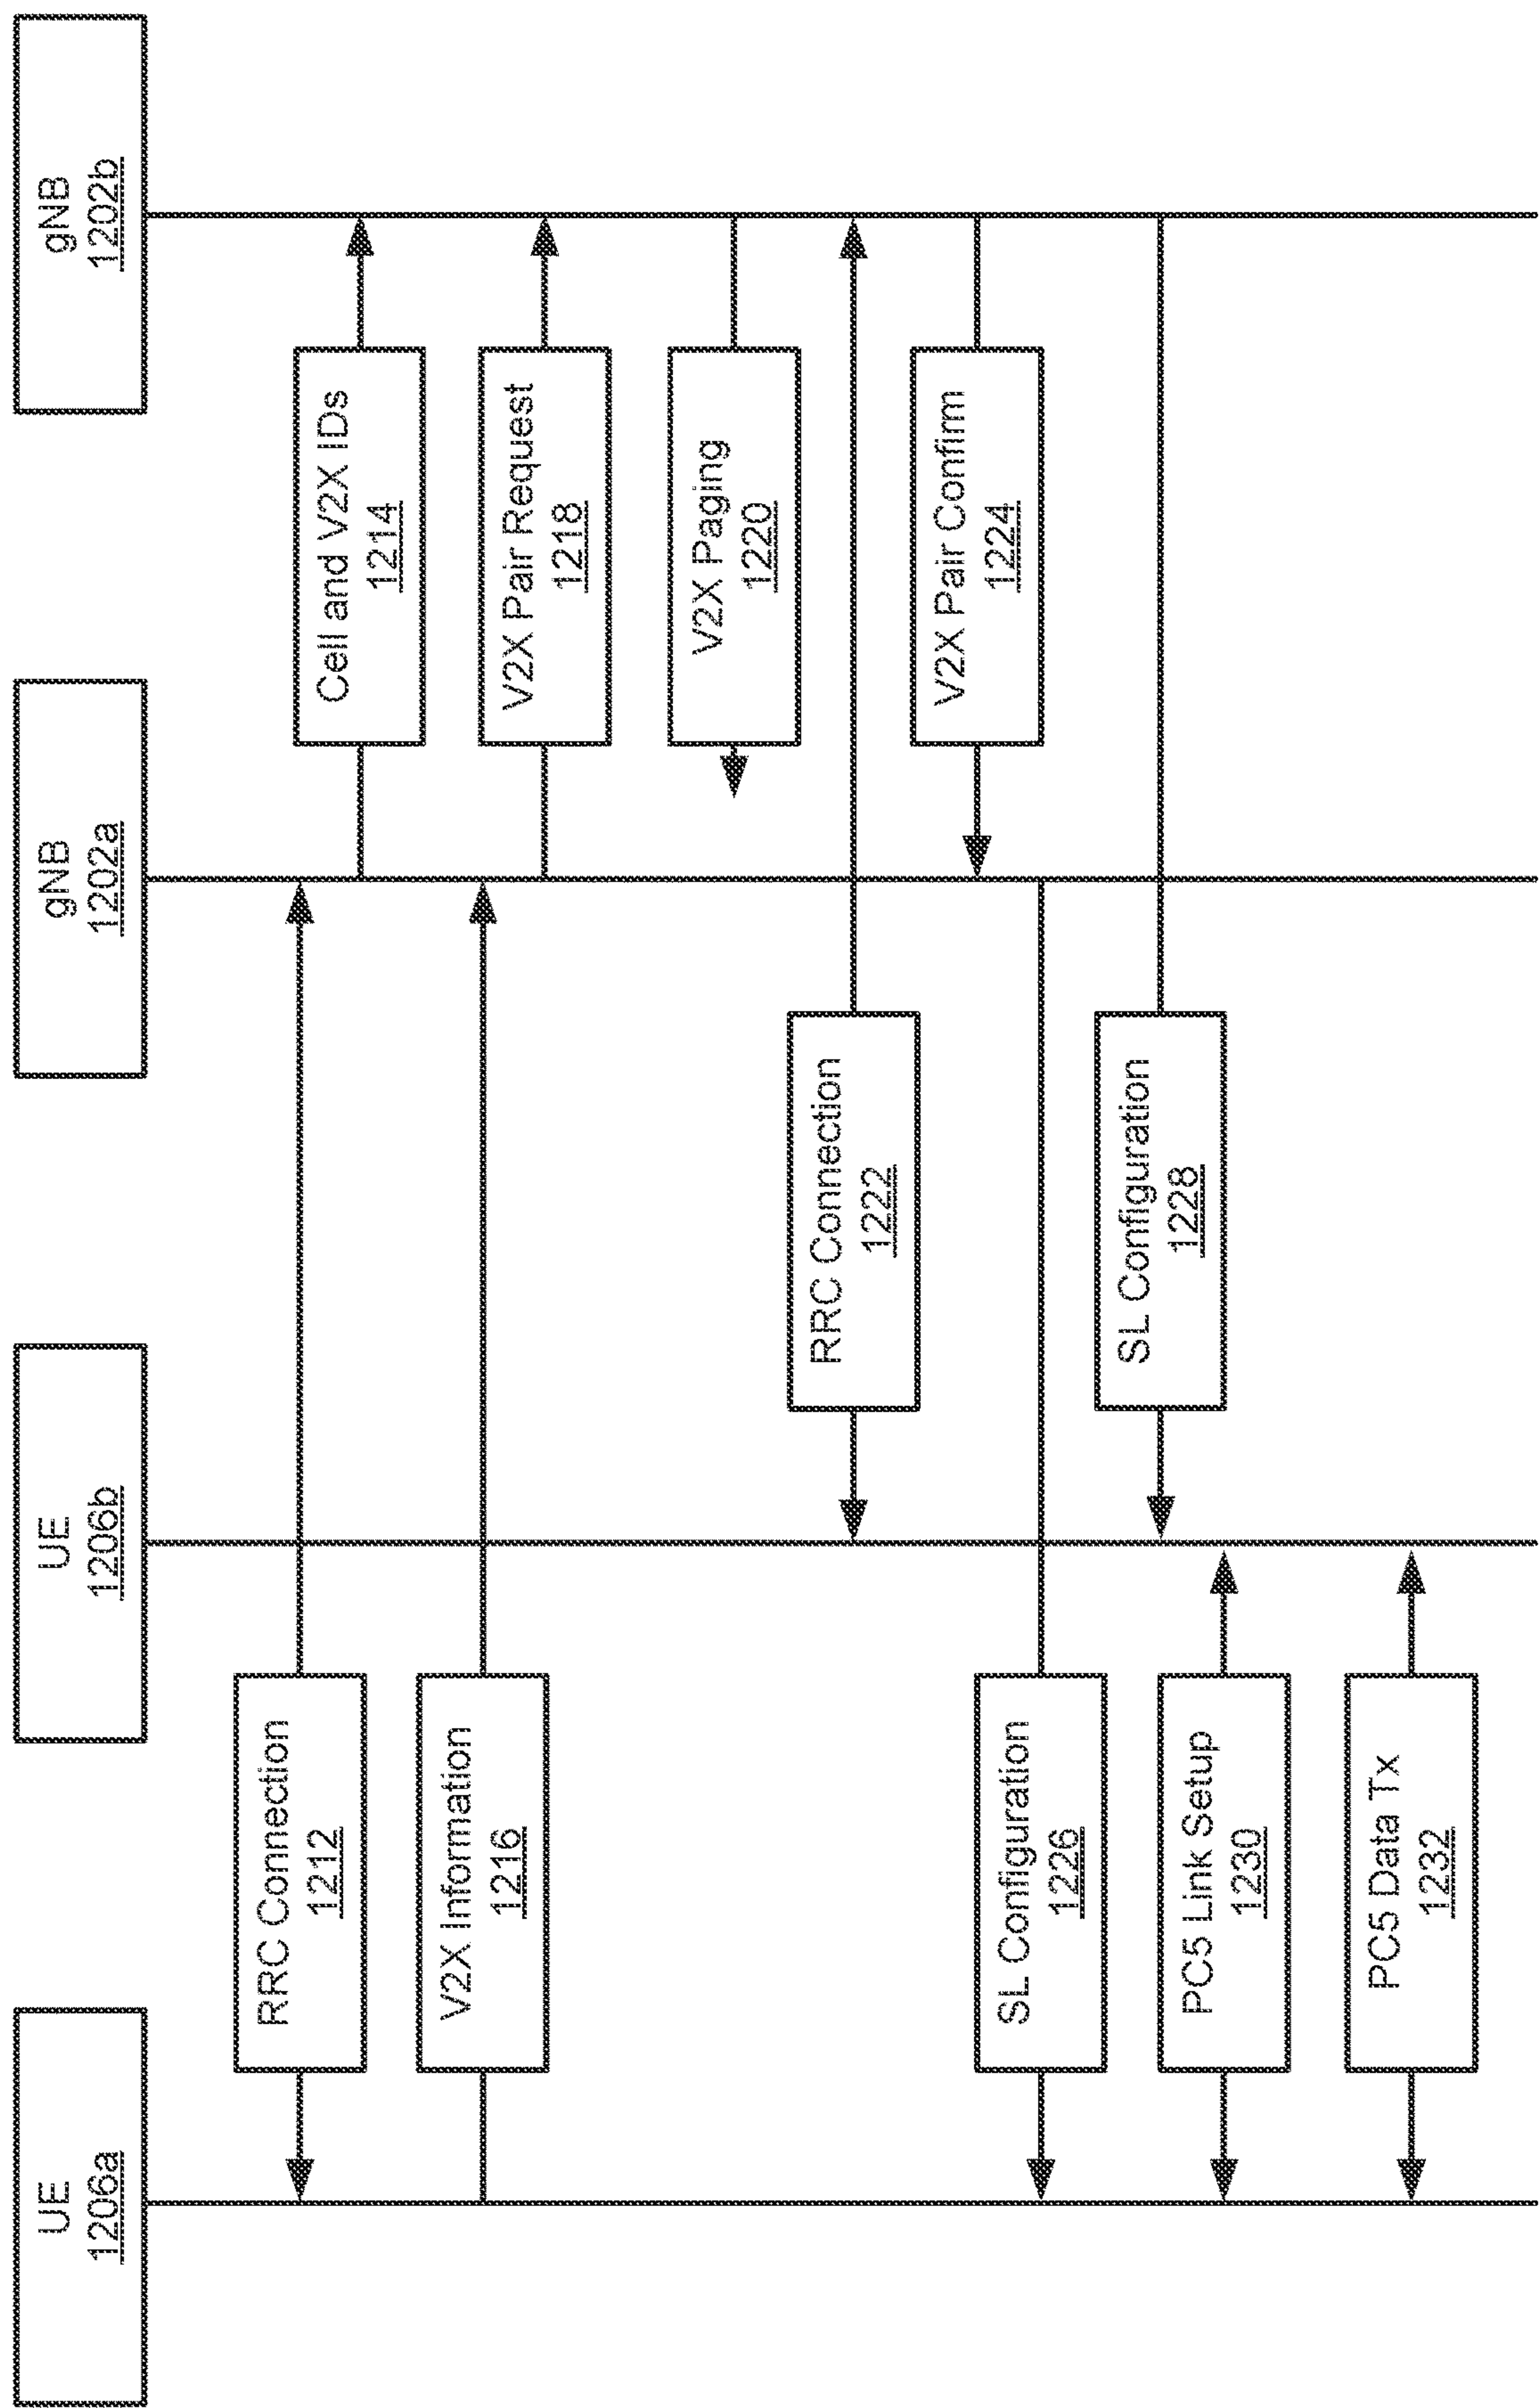 UE
1206a
UE
1206b
gNB
1202a
gNB
1202b
RRC Connection
1212
Cell and V2X IDs
1214
V2X Information
1216
V2X Pair Request
1218
V2X Paging
1220
RRC Connection
1222
V2X Pair Confirm
1224
SL Configuration
1226
SL Configuration
1228
PC5 Link Setup
1230
PC5 Data Tx
1232